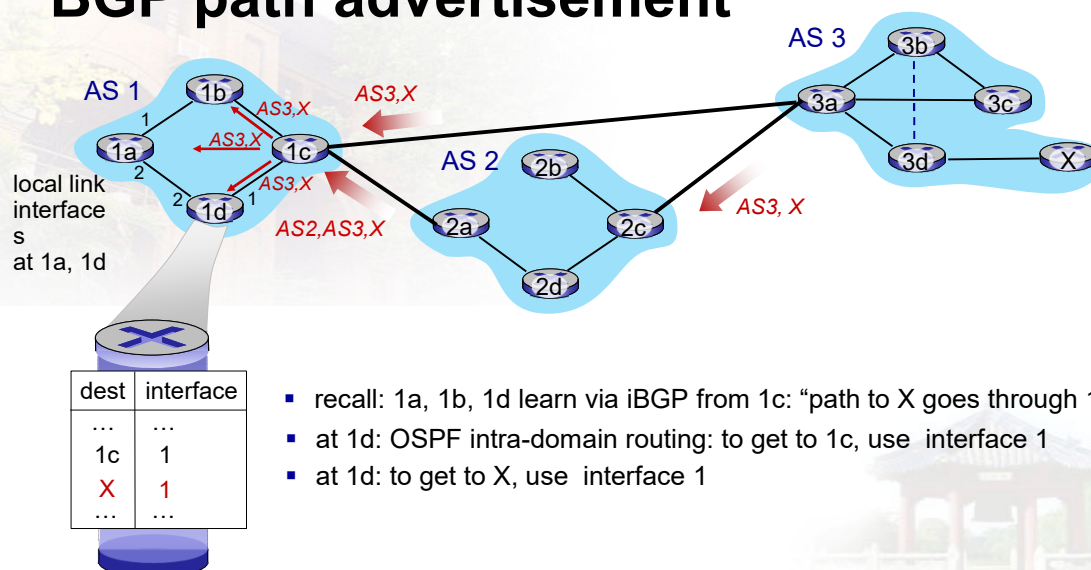 BGP path advertisement
AS 3
3b
AS 1
1b
AS3,X
AS3,X
3a
3c
1
1a
AS3,X
1c
AS 2
2b
3d
X
2
AS3,X
local link
interface
s
at 1a, 1d
2
1d
1
AS2,AS3,X
2a
2c
AS3, X
2d
dest interface
… …
1c 1
X 1
… …
▪ recall: 1a, 1b, 1d learn via iBGP from 1c: “path to X goes through 1
▪ at 1d: OSPF intra-domain routing: to get to 1c, use interface 1
▪ at 1d: to get to X, use interface 1